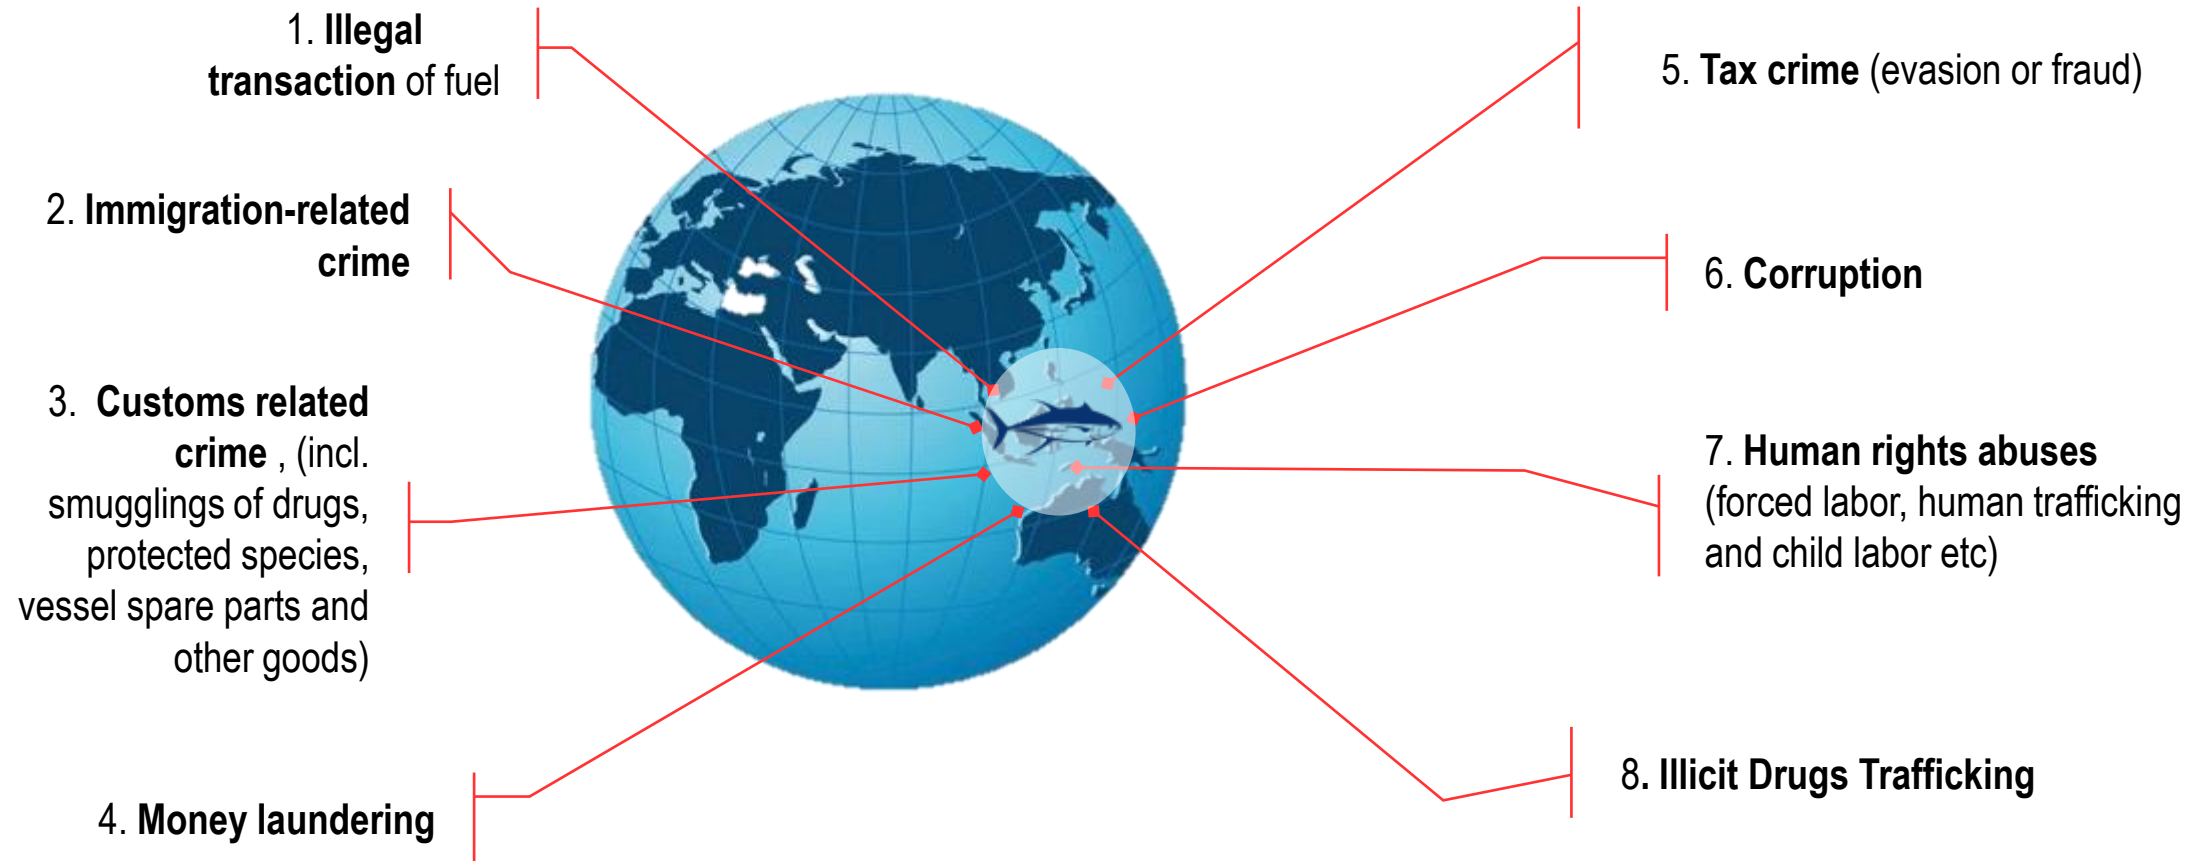 1. Illegal
transaction of fuel
2. Immigration-related
crime
3. Customs related
crime , (incl.
smugglings of drugs,
protected species,
vessel spare parts and
other goods)
4. Money laundering
5. Tax crime (evasion or fraud)
6. Corruption
7. Human rights abuses
(forced labor, human trafficking
and child labor etc)
8. Illicit Drugs Trafficking